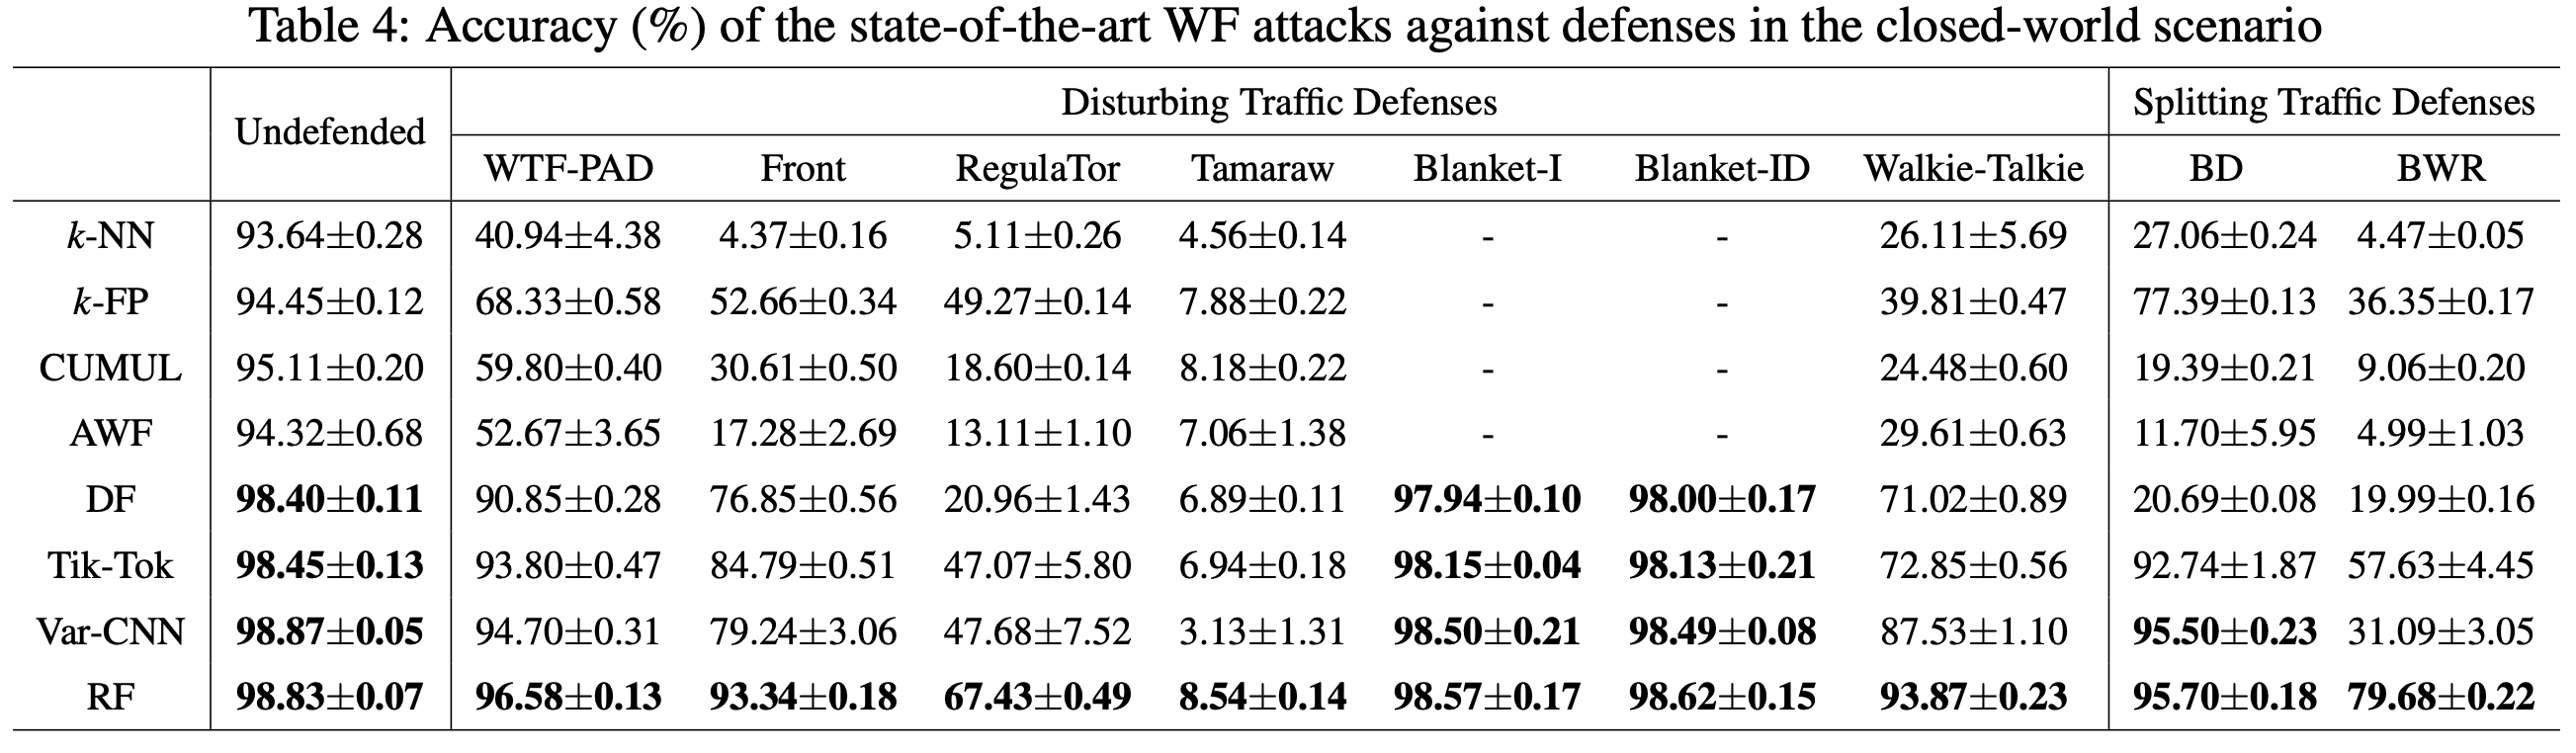 Table 4: Accuracy (%) of the state-of-the-art WF attacks against defenses in the closed-world scenario
Undefended Disturbing Traffic Defenses Splitting Traffic Defenses
WTF-PAD Front RegulaTor Tamaraw Blanket-I Blanket-ID Walkie-Talkie BD BWR
k-NN 93.64±0.28 40.94±4.38 4.37±0.16 5.11±0.26 4.56±0.14 - - 26.11±5.69 27.06±0.24 4.47±0.05
k-FP 94.45±0.12 68.33±0.58 52.66±0.34 49.27±0.14 7.88±0.22 - - 39.81±0.47 77.39±0.13 36.35±0.17
CUMUL 95.11±0.20 59.80±0.40 30.61±0.50 18.60±0.14 8.18±0.22 - - 24.48±0.60 19.39±0.21 9.06±0.20
AWF 94.32±0.68 52.67±3.65 17.28±2.69 13.11±1.10 7.06±1.38 - - 29.61±0.63 11.70±5.95 4.99±1.03
DF 98.40±0.11 90.85±0.28 76.85±0.56 20.96±1.43 6.89±0.11 97.94±0.10 98.00±0.17 71.02±0.89 20.69±0.08 19.99±0.16
Tik-Tok 98.45±0.13 93.80±0.47 84.79±0.51 47.07±5.80 6.94±0.18 98.15±0.04 98.13±0.21 72.85±0.56 92.74±1.87 57.63±4.45
Var-CNN 98.87±0.05 94.70±0.31 79.24±3.06 47.68±7.52 3.13±1.31 98.50±0.21 98.49±0.08 87.53±1.10 95.50±0.23 31.09±3.05
RF 98.83±0.07 96.58±0.13 93.34±0.18 67.43±0.49 8.54±0.14 98.57±0.17 98.62±0.15 93.87±0.23 95.70±0.18 79.68±0.22